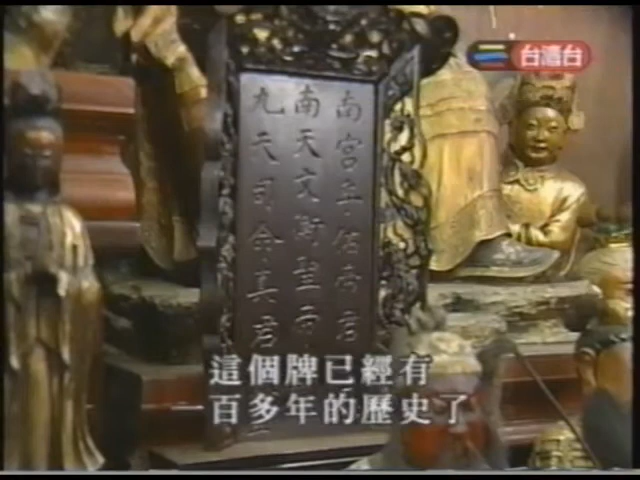 台灣台
南宮孚佑帝君
南天文衡聖帝
九天司命真君
這個牌已經有
一百多年的歷史了